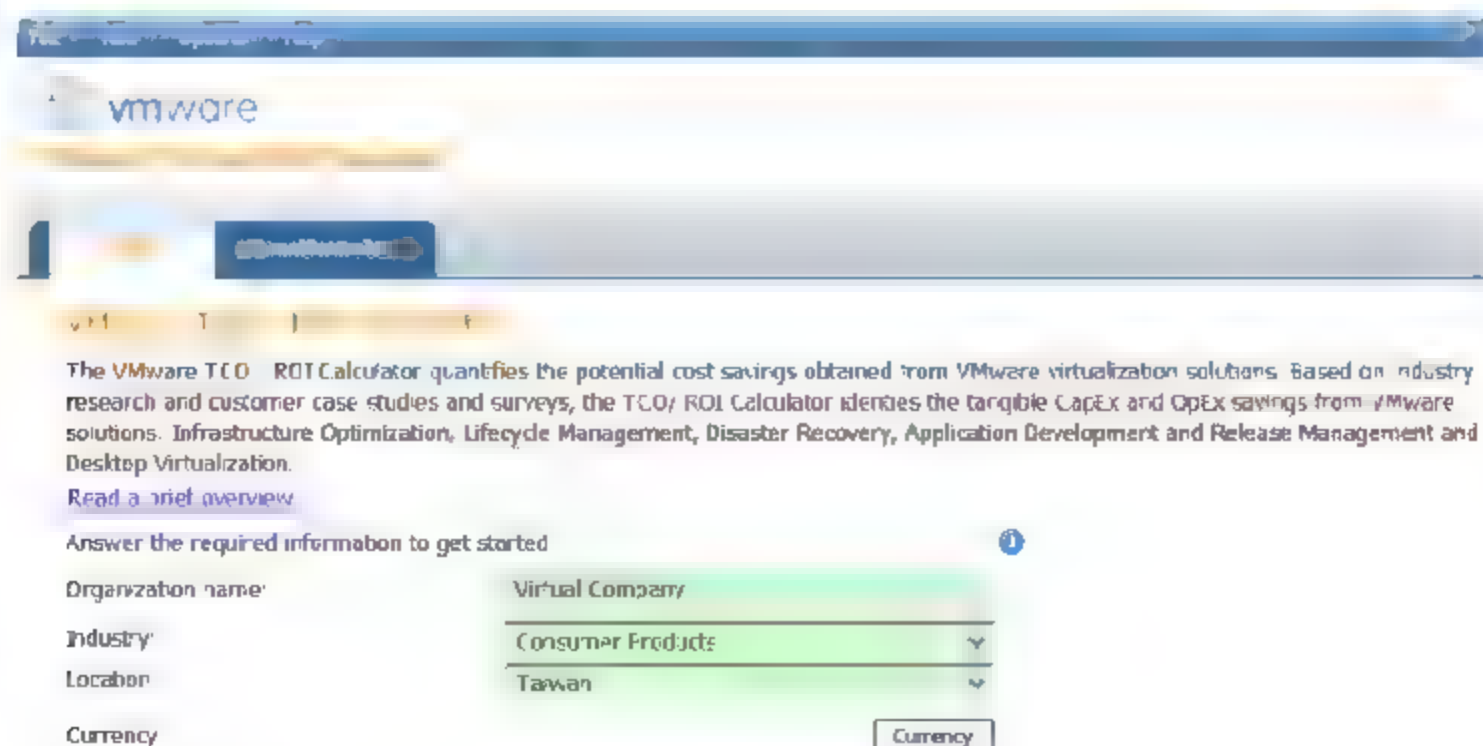 vmware
The VMware TCO ROI Calculator quantifies the potential cost savings obtained from VMware virtualization solutions. Based on industry
research and customer case studies and surveys, the TCO/ ROI Calculator identies the tangible CapEx and OpEx savings from VMware
solutions. Infrastructure Optimization, Lifecycle Management, Disaster Recovery, Application Development and Release Management and
Desktop Virtualization.
Read a brief overview
Answer the required information to get started
Organization name:
Virtual Company
Industry:
Consumer Products
Location
Taiwan
Currency
Currency